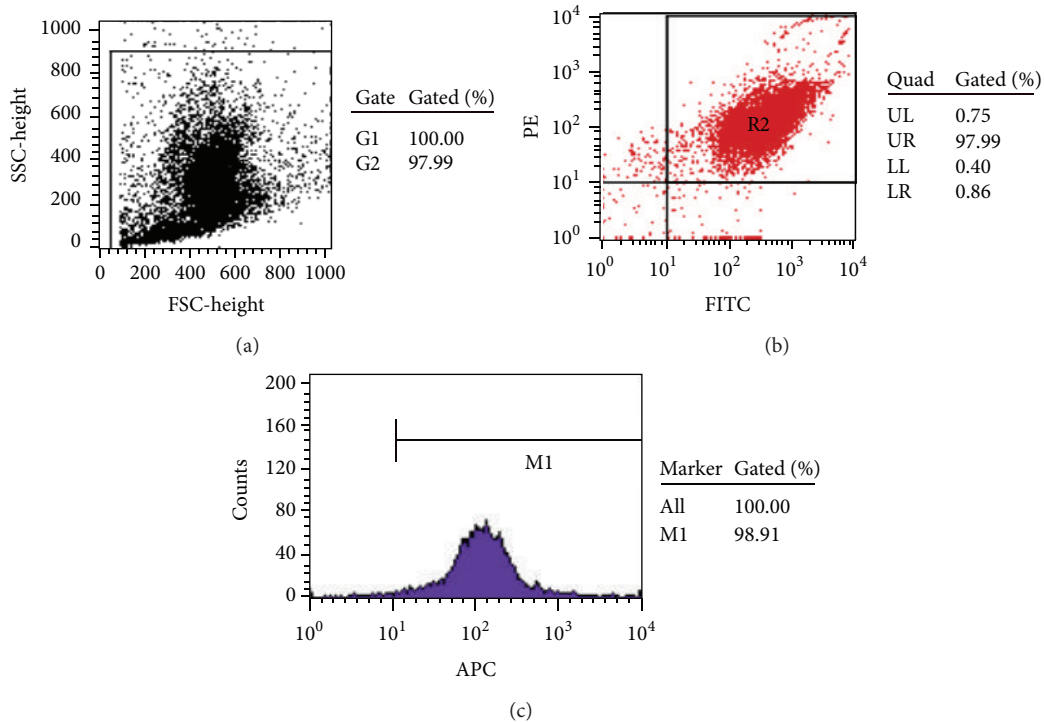 1000
800
600
400
200
0
SSC-height
0 200 400 600 800 1000
FSC-height
Gate Gated (%)
G1 100.00
G2 97.99
(a)
10^4
10^3
10^2
10^1
10^0
PE
R2
10^0 10^1 10^2 10^3 10^4
FITC
Quad Gated (%)
UL 0.75
UR 97.99
LL 0.40
LR 0.86
(b)
200
160
120
80
40
0
Counts
M1
10^0 10^1 10^2 10^3 10^4
APC
Marker Gated (%)
All 100.00
M1 98.91
(c)